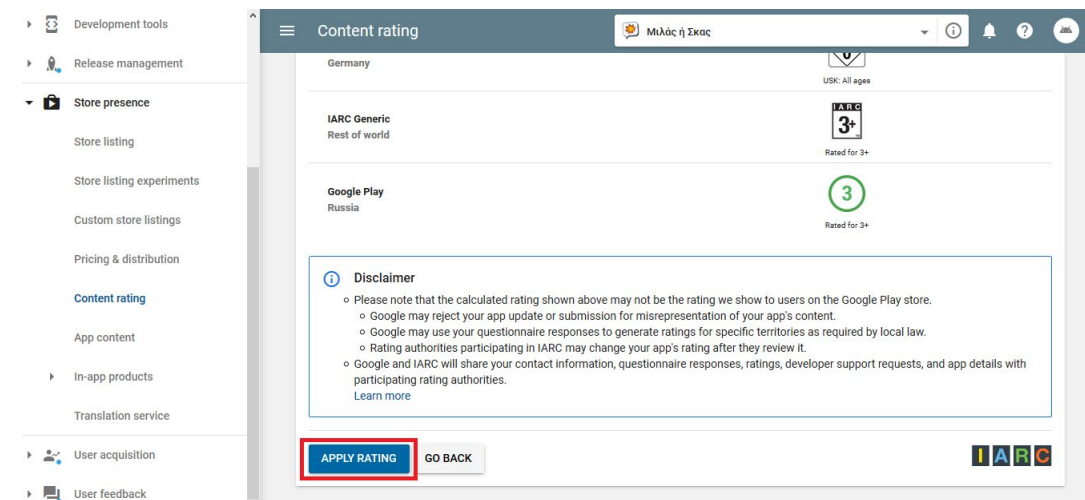 Development tools
Release management
Store presence
Store listing
Store listing experiments
Custom store listings
Pricing & distribution
Content rating
App content
In-app products
Translation service
User acquisition
User feedback
Content rating
Μιλάς ή Σκας
Germany
0
USK: All ages
IARC Generic
Rest of world
IARC
3+
Rated for 3+
Google Play
Russia
3
Rated for 3+
Disclaimer
Please note that the calculated rating shown above may not be the rating we show to users on the Google Play store.
Google may reject your app update or submission for misrepresentation of your app's content.
Google may use your questionnaire responses to generate ratings for specific territories as required by local law.
Rating authorities participating in IARC may change your app's rating after they review it.
Google and IARC will share your contact information, questionnaire responses, ratings, developer support requests, and app details with
participating rating authorities.
Learn more
APPLY RATING
GO BACK
IARC